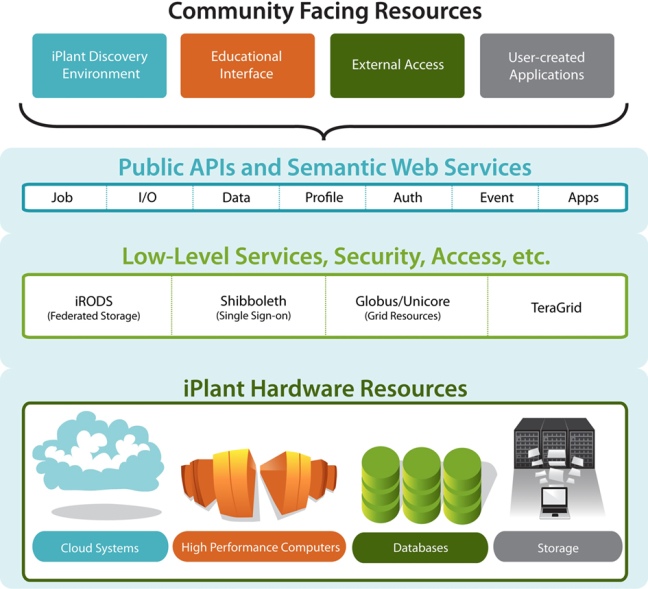 Community Facing Resources
iPlant Discovery
Environment
Educational
Interface
External Access
User-created
Applications
Public APIs and Semantic Web Services
Job
I/O
Data
Profile
Auth
Event
Apps
Low-Level Services, Security, Access, etc.
iRODS
(Federated Storage)
Shibboleth
(Single Sign-on)
Globus/Unicore
(Grid Resources)
TeraGrid
iPlant Hardware Resources
Cloud Systems
High Performance Computers
Databases
Storage